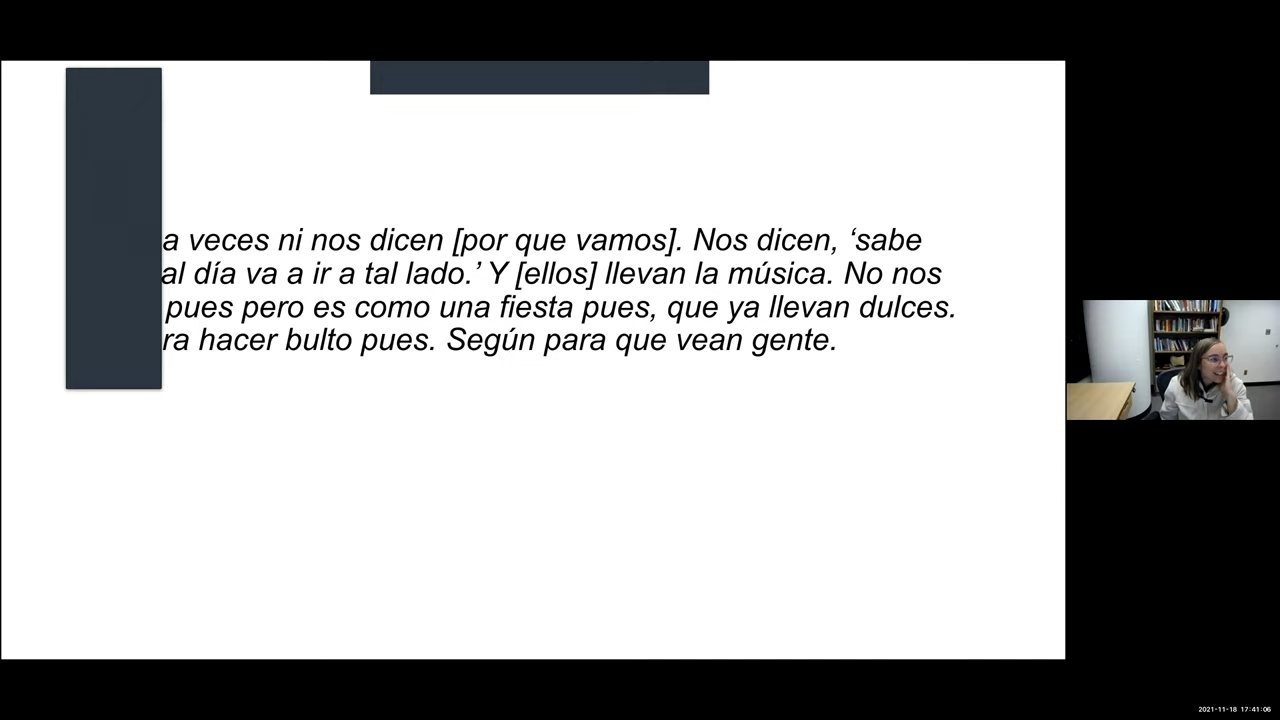 a veces ni nos dicen [por que vamos]. Nos dicen, ‘sabe
al día va a ir a tal lado.’ Y [ellos] llevan la música. No nos
pues pero es como una fiesta pues, que ya llevan dulces.
ra hacer bulto pues. Según para que vean gente.
2021-11-18 17:41:06